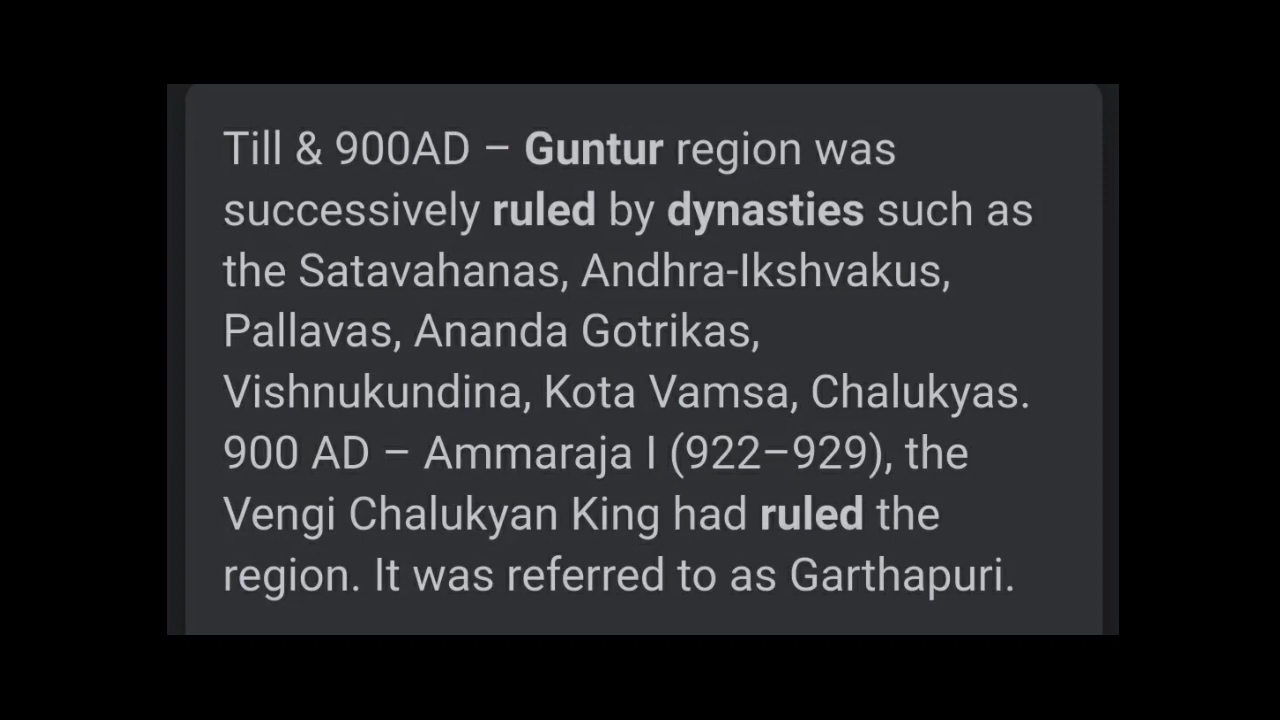 Till & 900AD – Guntur region was
successively ruled by dynasties such as
the Satavahanas, Andhra-Ikshvakus,
Pallavas, Ananda Gotrikas,
Vishnukundina, Kota Vamsa, Chalukyas.
900 AD – Ammaraja I (922–929), the
Vengi Chalukyan King had ruled the
region. It was referred to as Garthapuri.